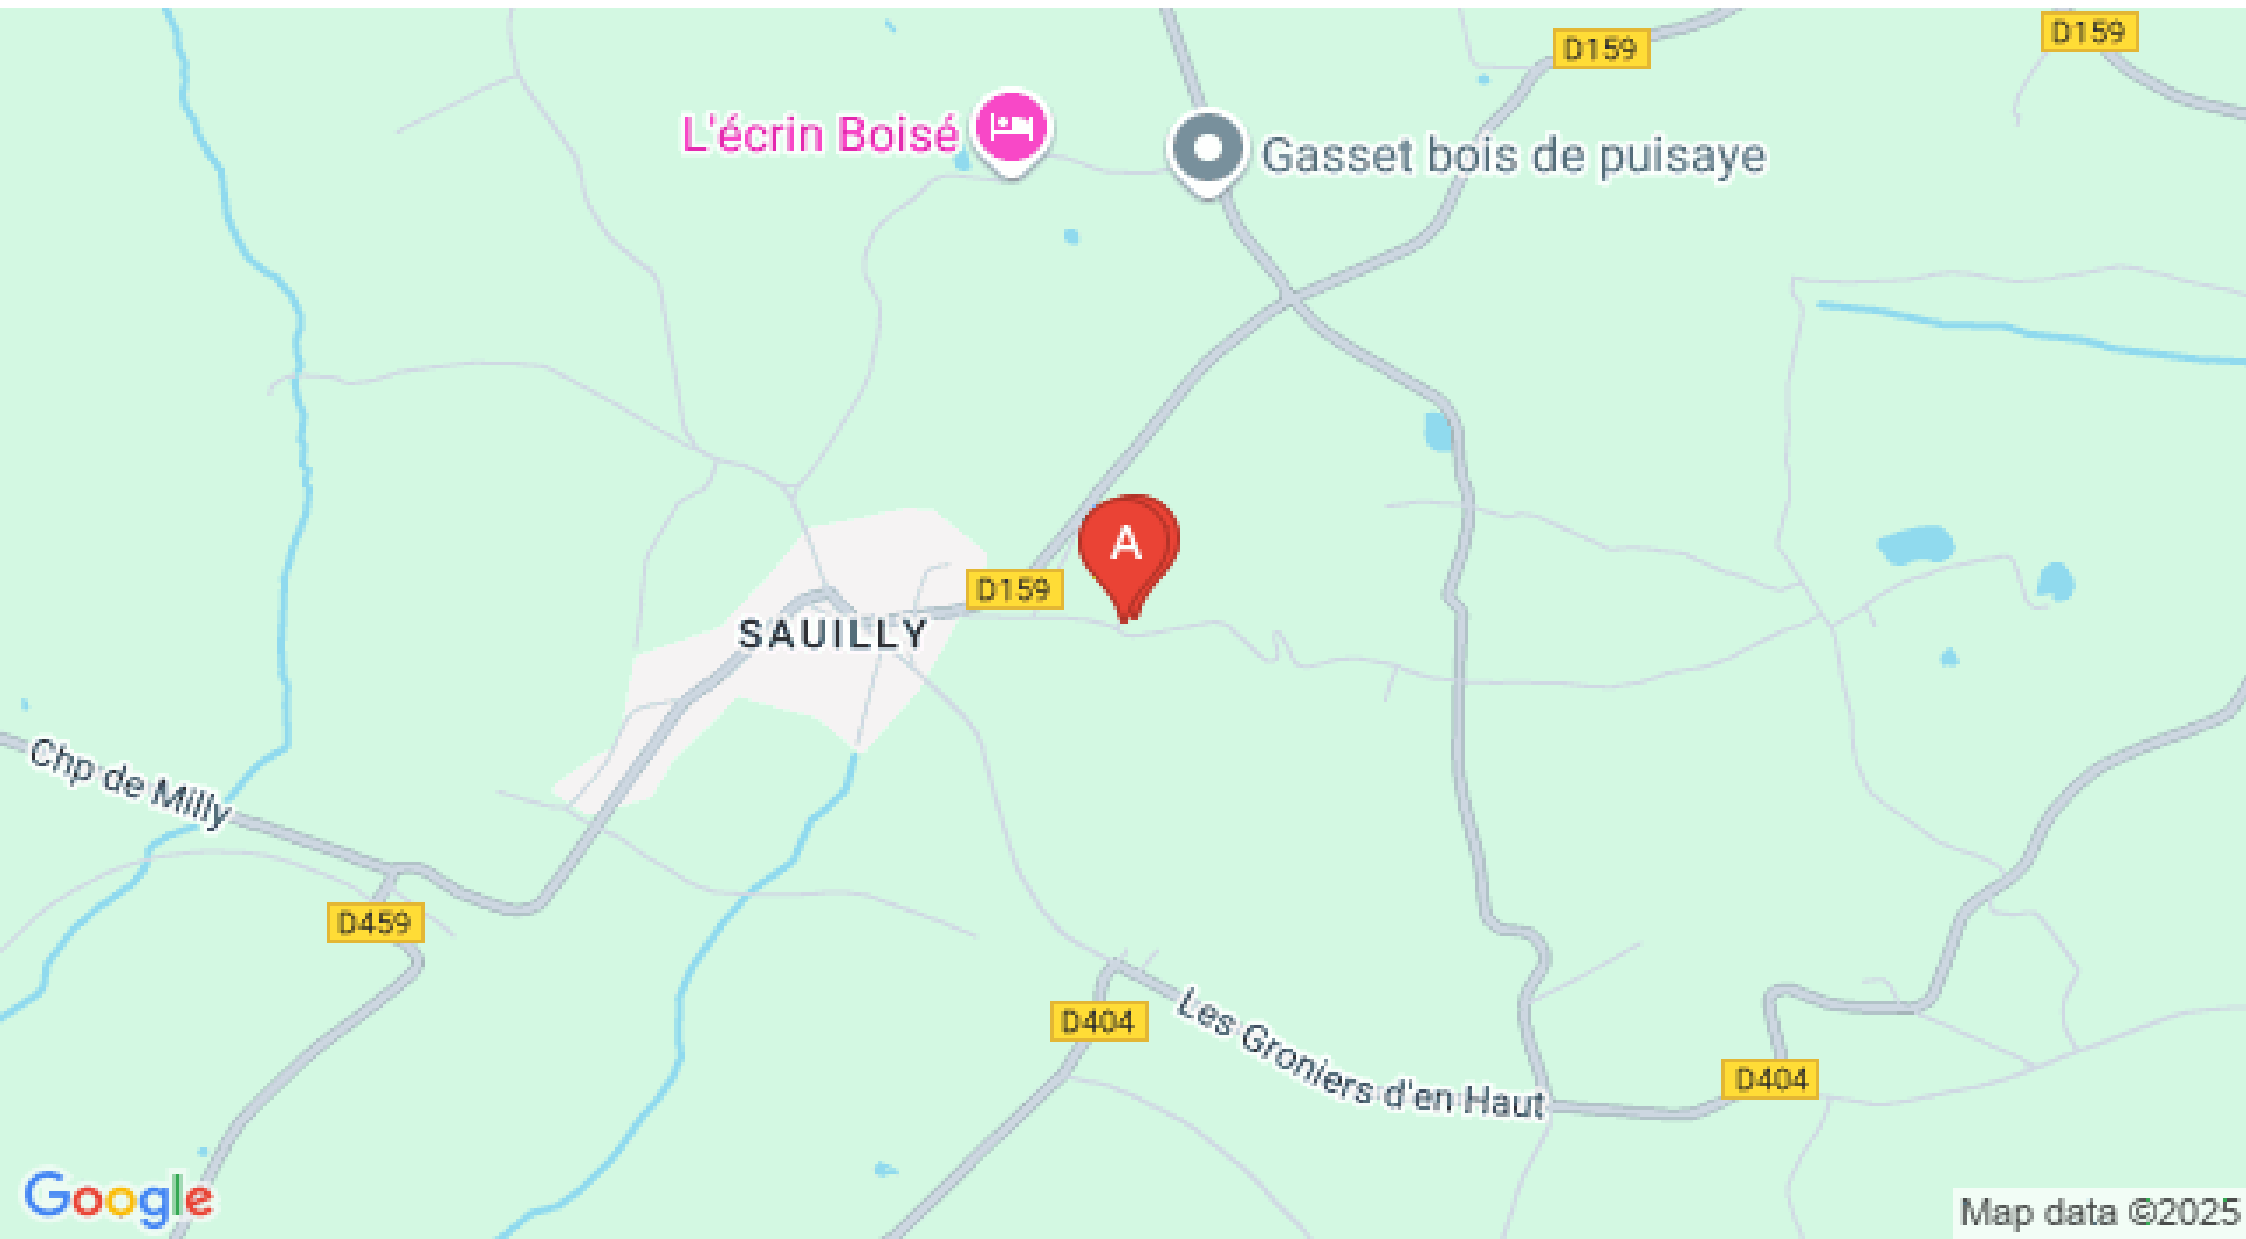 D159
D159
L'écrin Boisé
Gasset bois de puisaye
A
D159
SAUILLY
Chp de Milly
D459
D404
Les Groniers d'en Haut
D404
Google
Map data ©2025